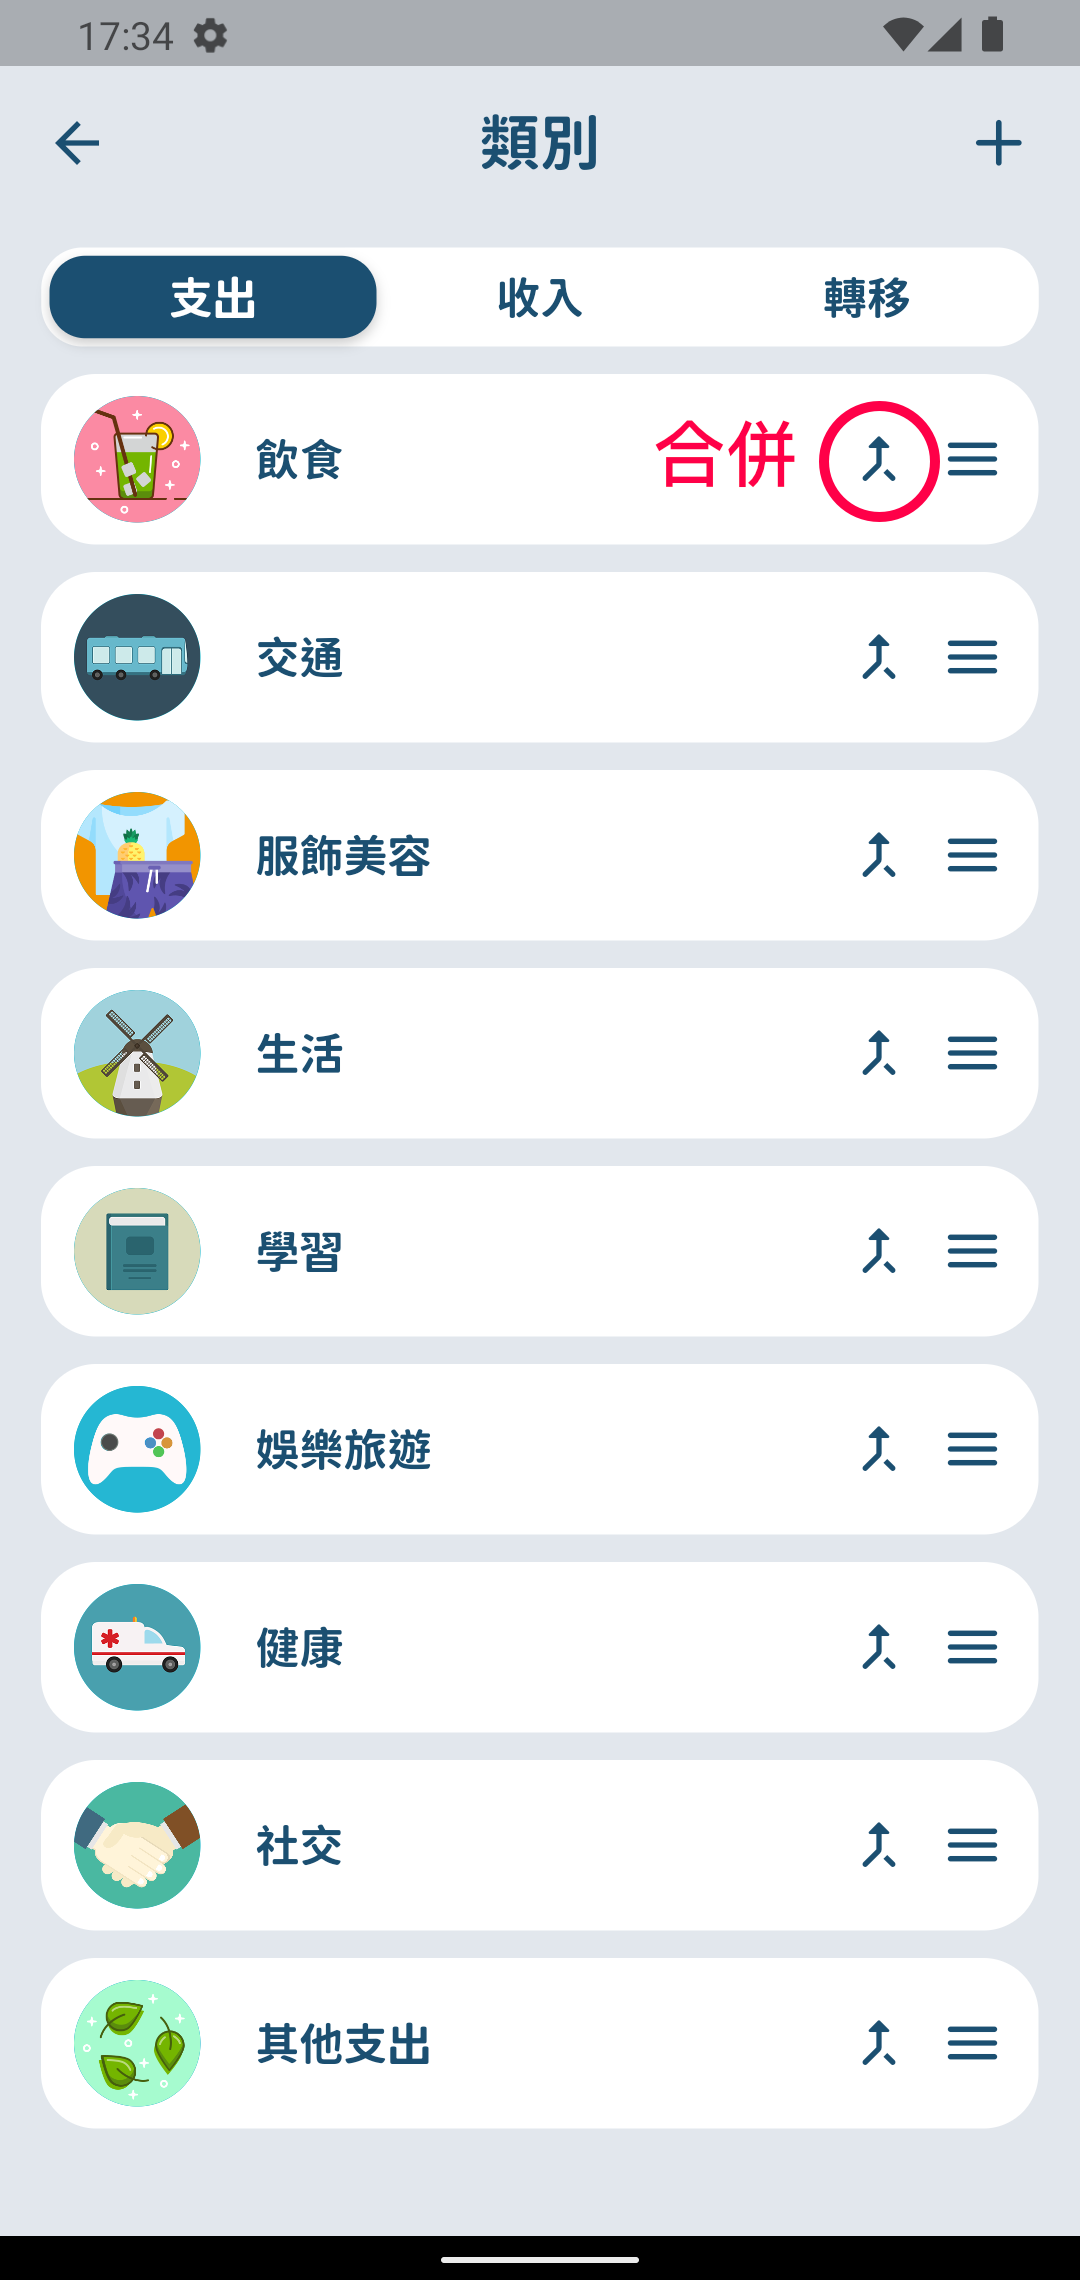 17:34
類別
支出 收入 轉移
飲食 合併
交通
服飾美容
生活
學習
娛樂旅遊
健康
社交
其他支出